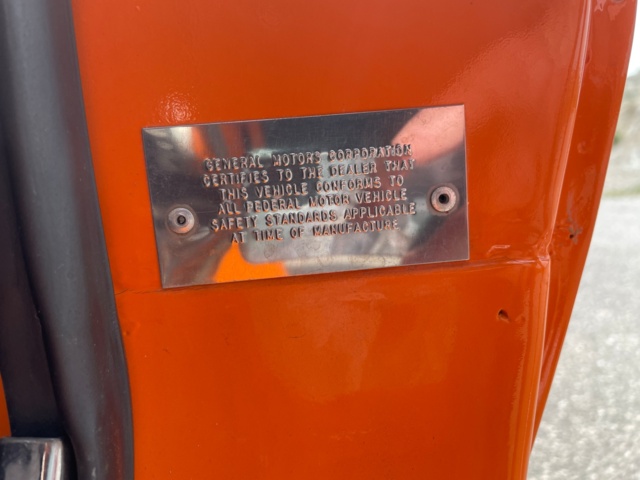 GENERAL MOTORS CORPORATION
CERTIFIES TO THE DEALER THAT
THIS VEHICLE CONFORMS TO
ALL FEDERAL MOTOR VEHICLE
SAFETY STANDARDS APPLICABLE
AT TIME OF MANUFACTURE